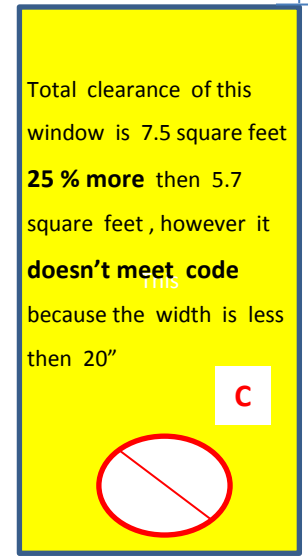 Total clearance of this
window is 7.5 square feet
25 % more then 5.7
square feet , however it
doesn’t meet code
This
because the width is less
then 20”
C